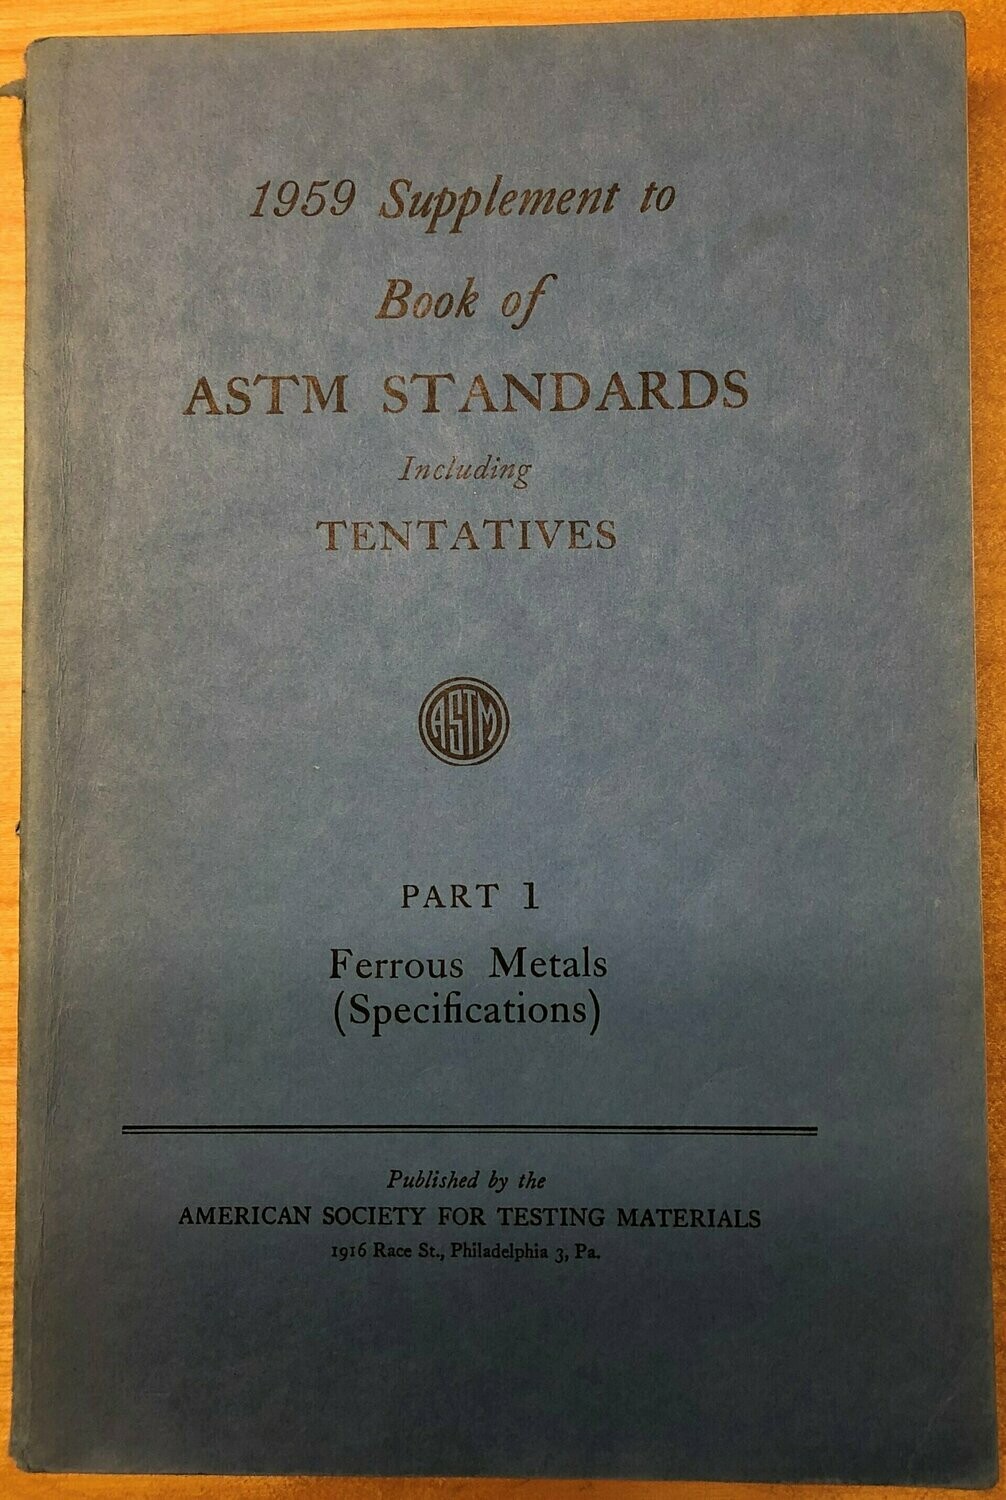 1959 Supplement to
Book of
ASTM STANDARDS
Including
TENTATIVES
ASTM
PART 1
Ferrous Metals
(Specifications)
Published by the
AMERICAN SOCIETY FOR TESTING MATERIALS
1916 Race St., Philadelphia 3, Pa.